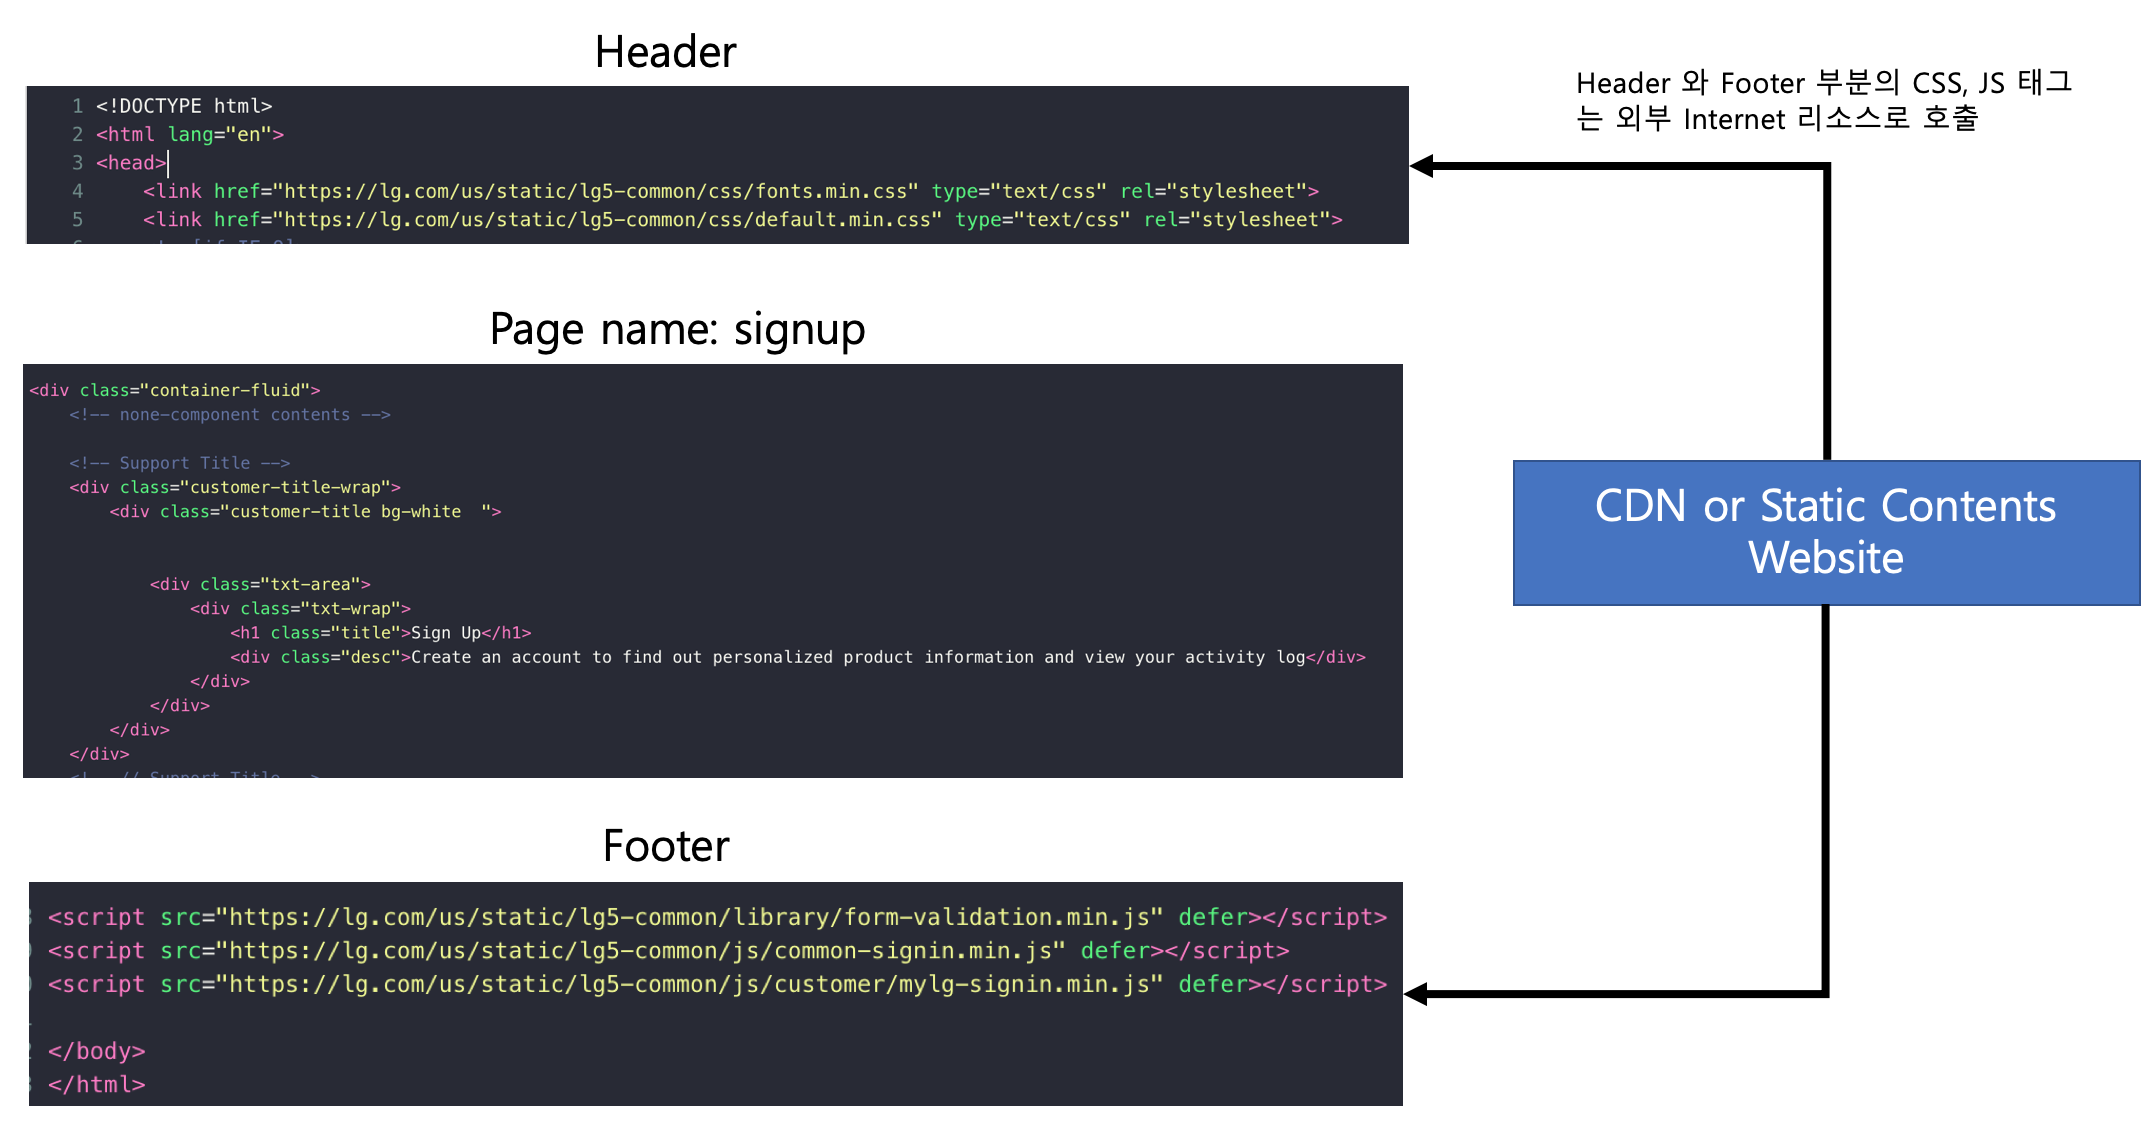 Header
1 <!DOCTYPE html>
2 <html lang="en">
3 <head>
4 <link href="https://lg.com/us/static/lg5-common/css/fonts.min.css" type="text/css" rel="stylesheet">
5 <link href="https://lg.com/us/static/lg5-common/css/default.min.css" type="text/css" rel="stylesheet">
Header 와 Footer 부분의 CSS, JS 태그
는 외부 Internet 리소스로 호출
Page name: signup
<div class="container-fluid">
<!-- none-component contents -->
<!-- Support Title -->
<div class="customer-title-wrap">
<div class="customer-title bg-white  ">
<div class="txt-area">
<div class="txt-wrap">
<h1 class="title">Sign Up</h1>
<div class="desc">Create an account to find out personalized product information and view your activity log</div>
</div>
</div>
</div>
</div>
CDN or Static Contents
Website
Footer
<script src="https://lg.com/us/static/lg5-common/library/form-validation.min.js" defer></script>
<script src="https://lg.com/us/static/lg5-common/js/common-signin.min.js" defer></script>
<script src="https://lg.com/us/static/lg5-common/js/customer/mylg-signin.min.js" defer></script>
</body>
</html>